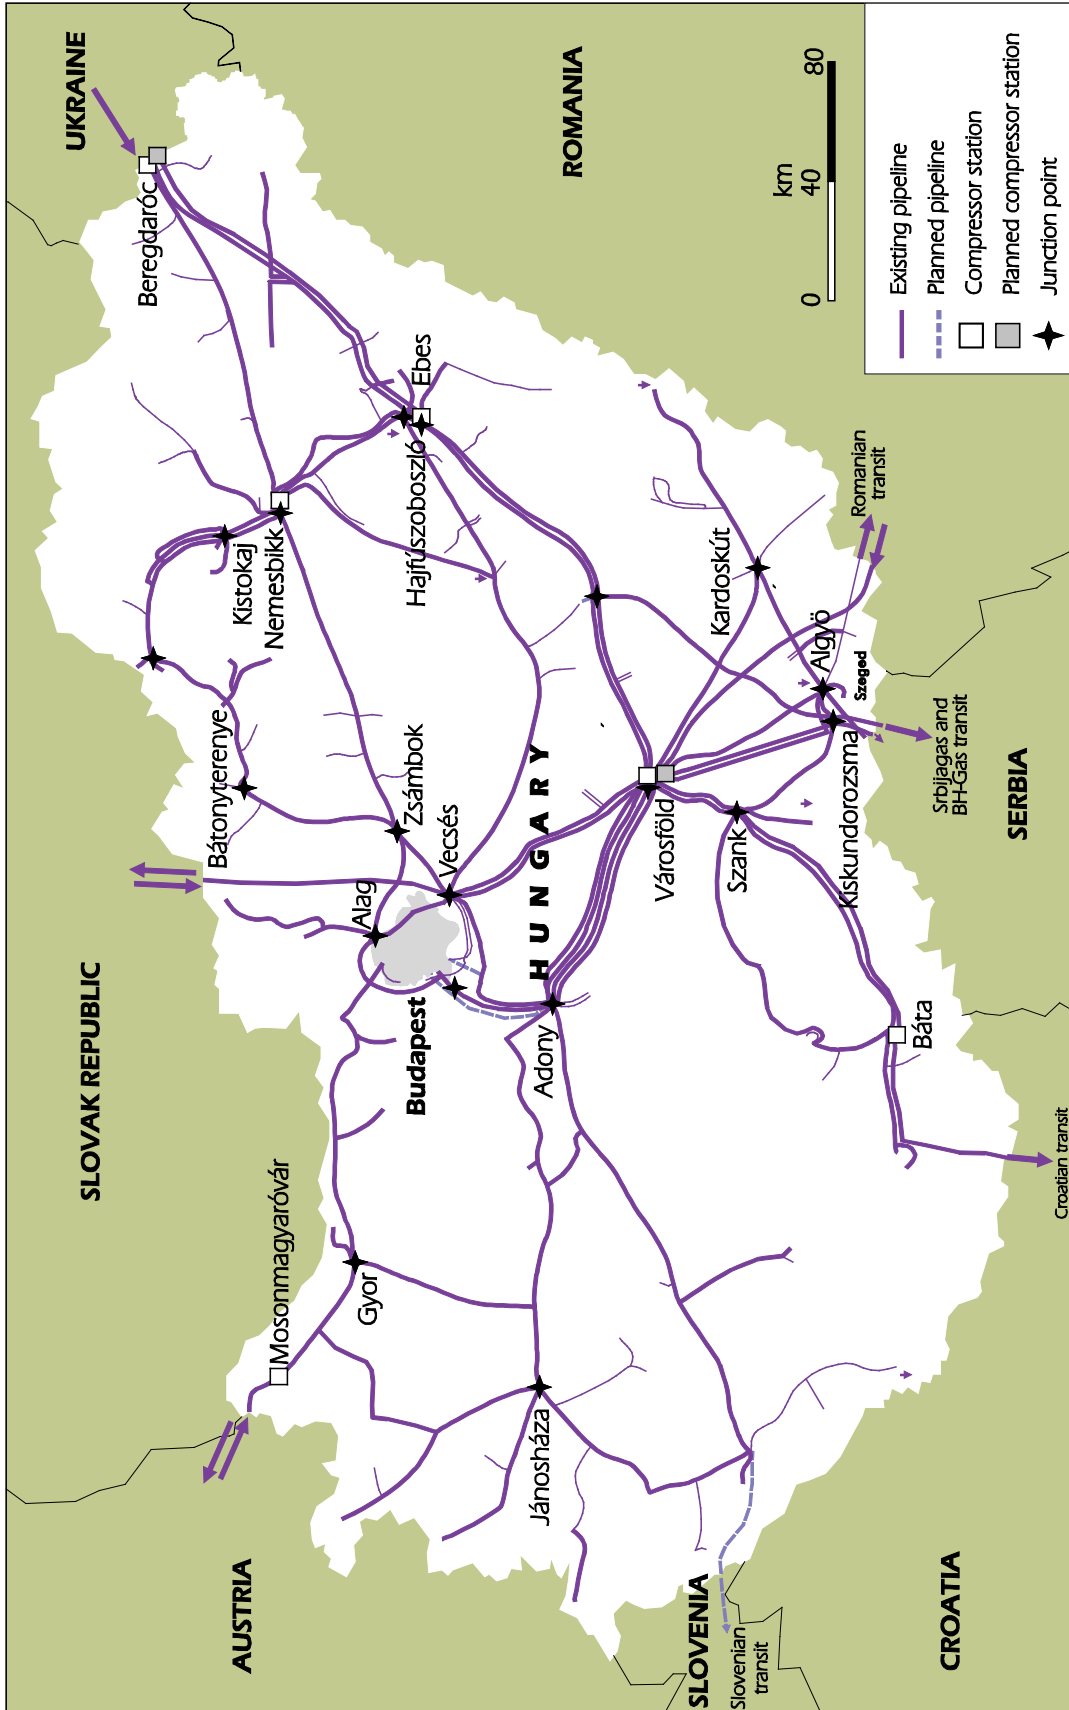 SLOVAK REPUBLIC
UKRAINE
AUSTRIA
ROMANIA
SLOVENIA
Slovenian
transit
CROATIA
SERBIA
HUNGARY
Mosonmagyaróvár
Gyor
Jánosháza
Budapest
Alag
Vecsés
Zsámbok
Bátonyterenye
Kistokaj
Nemesbikk
Beregdaróc
Ebes
Hajfúszoboszló
Adony
Városföld
Szank
Kiskundorozsma
Kardoskút
Algyö
Szeged
Báta
Croatian transit
Srbijagas and
BH-Gas transit
Romanian
transit
km
0 40 80
Existing pipeline
Planned pipeline
Compressor station
Planned compressor station
Junction point